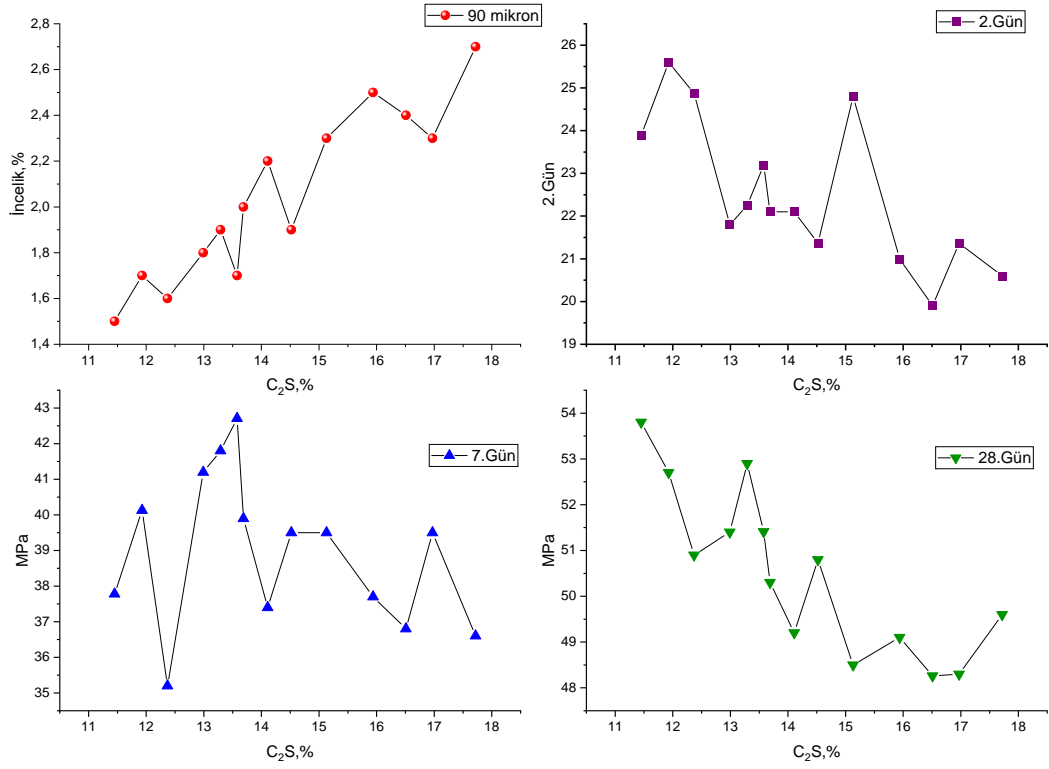 90 mikron
2,8
2,6
2,4
2,2
2,0
1,8
1,6
1,4
İncelik,%
11 12 13 14 15 16 17 18
C₂S,%
2.Gün
26
25
24
23
22
21
20
19
2.Gün
11 12 13 14 15 16 17 18
C₂S,%
7.Gün
43
42
41
40
39
38
37
36
35
MPa
11 12 13 14 15 16 17 18
C₂S,%
28.Gün
54
53
52
51
50
49
48
MPa
11 12 13 14 15 16 17 18
C₂S,%